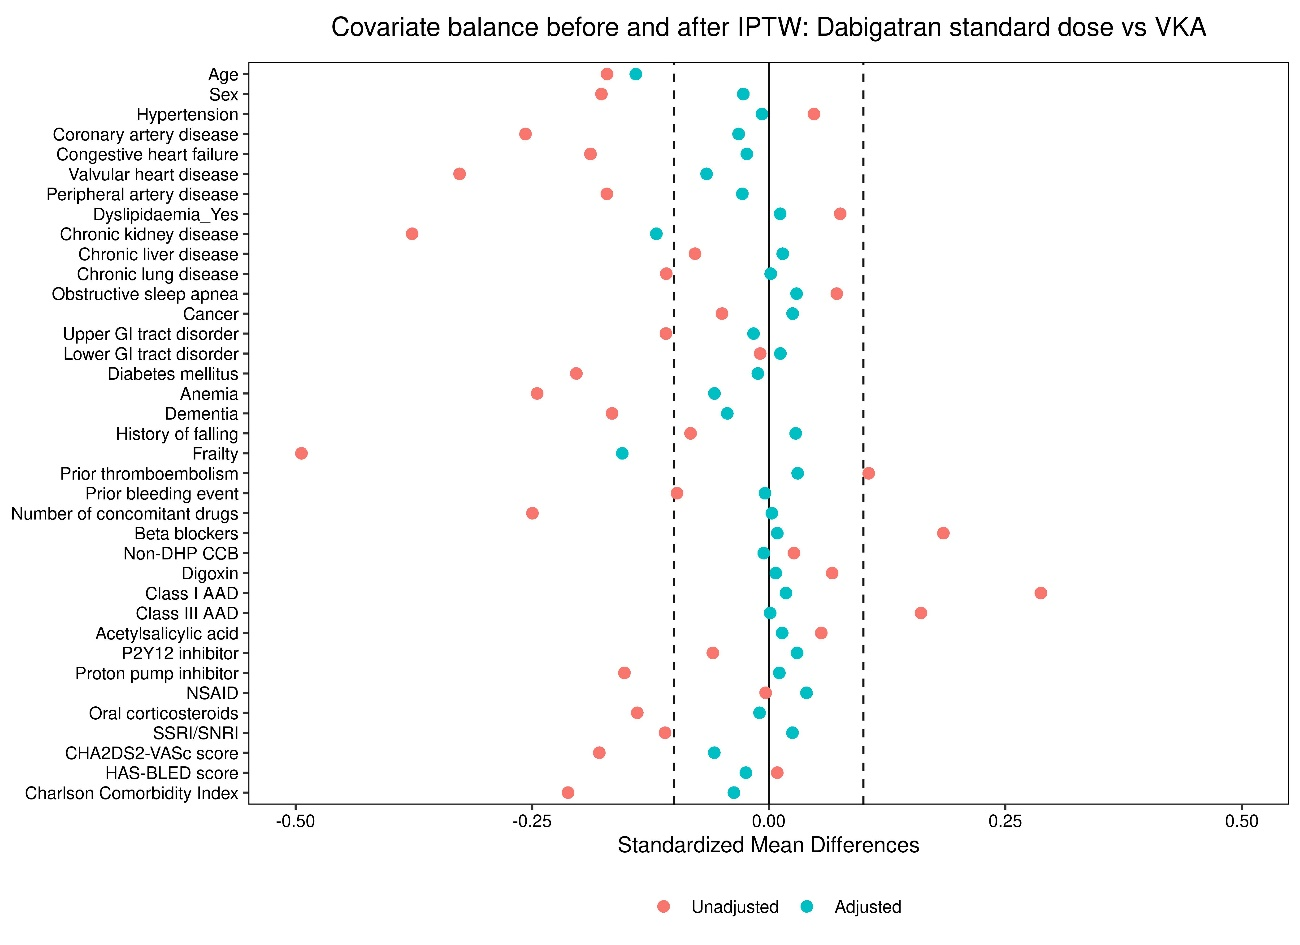 Covariate balance before and after IPTW: Dabigatran standard dose vs VKA
Age
Sex
Hypertension
Coronary artery disease
Congestive heart failure
Valvular heart disease
Peripheral artery disease
Dyslipidaemia_Yes
Chronic kidney disease
Chronic liver disease
Chronic lung disease
Obstructive sleep apnea
Cancer
Upper GI tract disorder
Lower GI tract disorder
Diabetes mellitus
Anemia
Dementia
History of falling
Frailty
Prior thromboembolism
Prior bleeding event
Number of concomitant drugs
Beta blockers
Non-DHP CCB
Digoxin
Class I AAD
Class III AAD
Acetylsalicylic acid
P2Y12 inhibitor
Proton pump inhibitor
NSAID
Oral corticosteroids
SSRI/SNRI
CHA2DS2-VASc score
HAS-BLED score
Charlson Comorbidity Index
-0.50 -0.25 0.00 0.25 0.50
Standardized Mean Differences
Unadjusted Adjusted